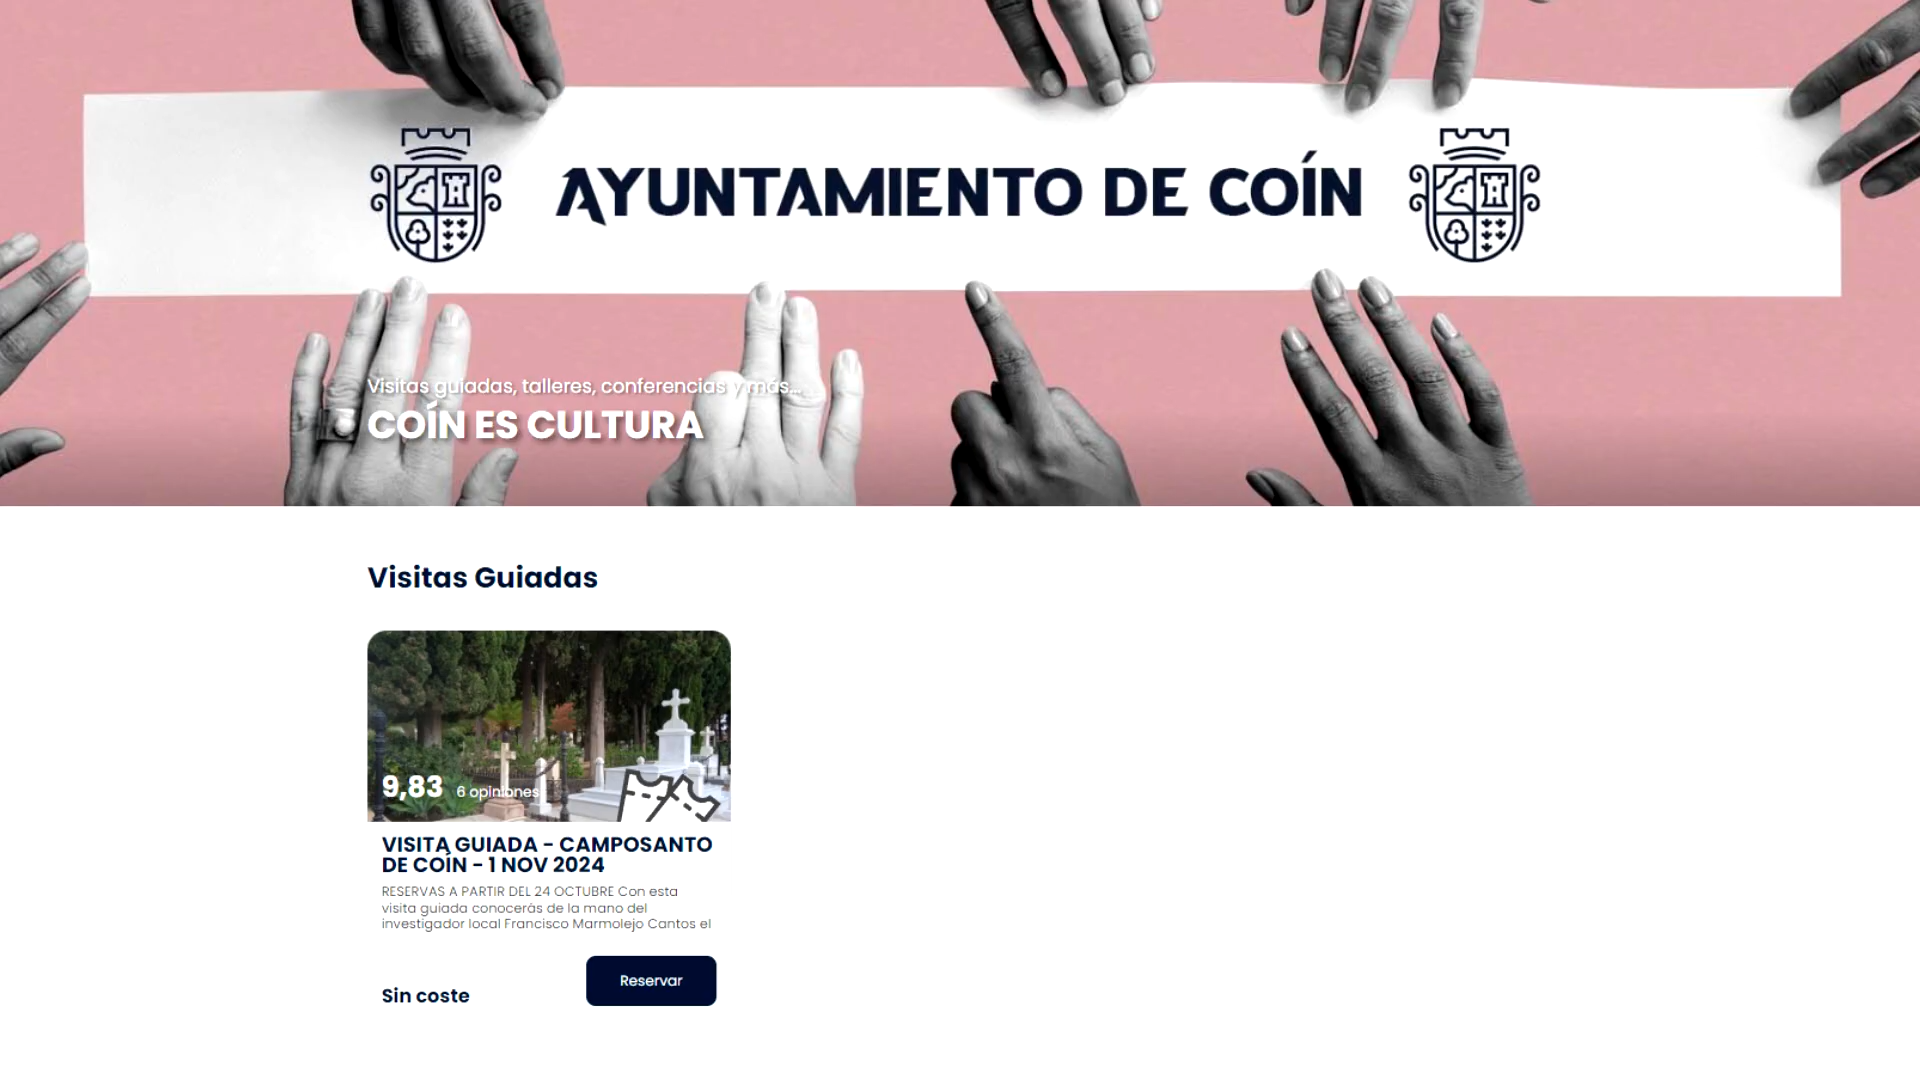 AYUNTAMIENTO DE COÍN
Visitas guiadas, talleres, conferencias y más...
COÍN ES CULTURA
Visitas Guiadas
9,83 6 opiniones
VISITA GUIADA - CAMPOSANTO
DE COÍN - 1 NOV 2024
RESERVAS A PARTIR DEL 24 OCTUBRE Con esta
visita guiada conocerás de la mano del
investigador local Francisco Marmolejo Cantos el
Sin coste
Reservar